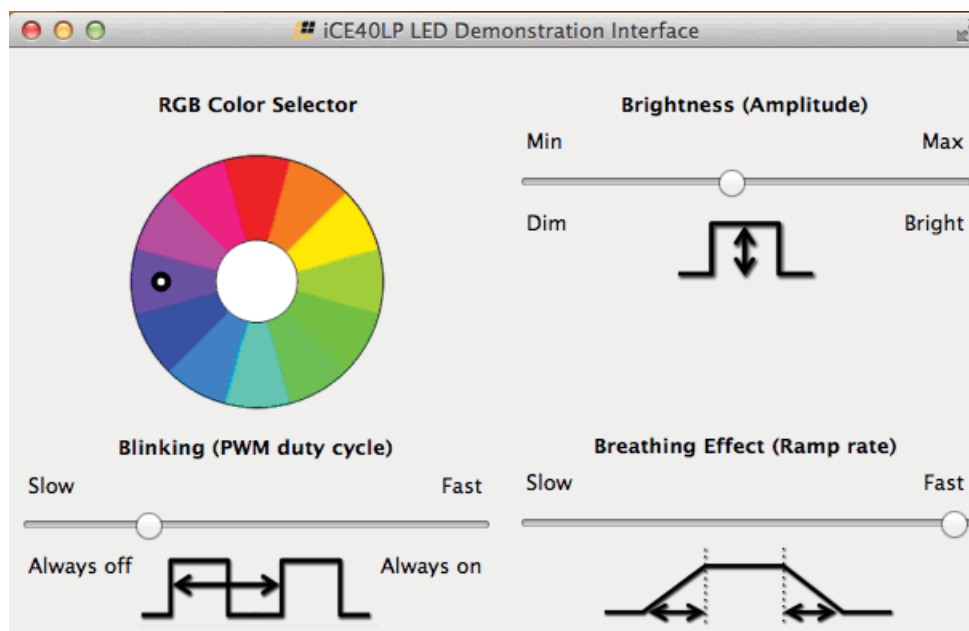 iCE40LP LED Demonstration Interface
RGB Color Selector
Brightness (Amplitude)
Min Max
Dim Bright
Blinking (PWM duty cycle)
Slow Fast
Always off Always on
Breathing Effect (Ramp rate)
Slow Fast